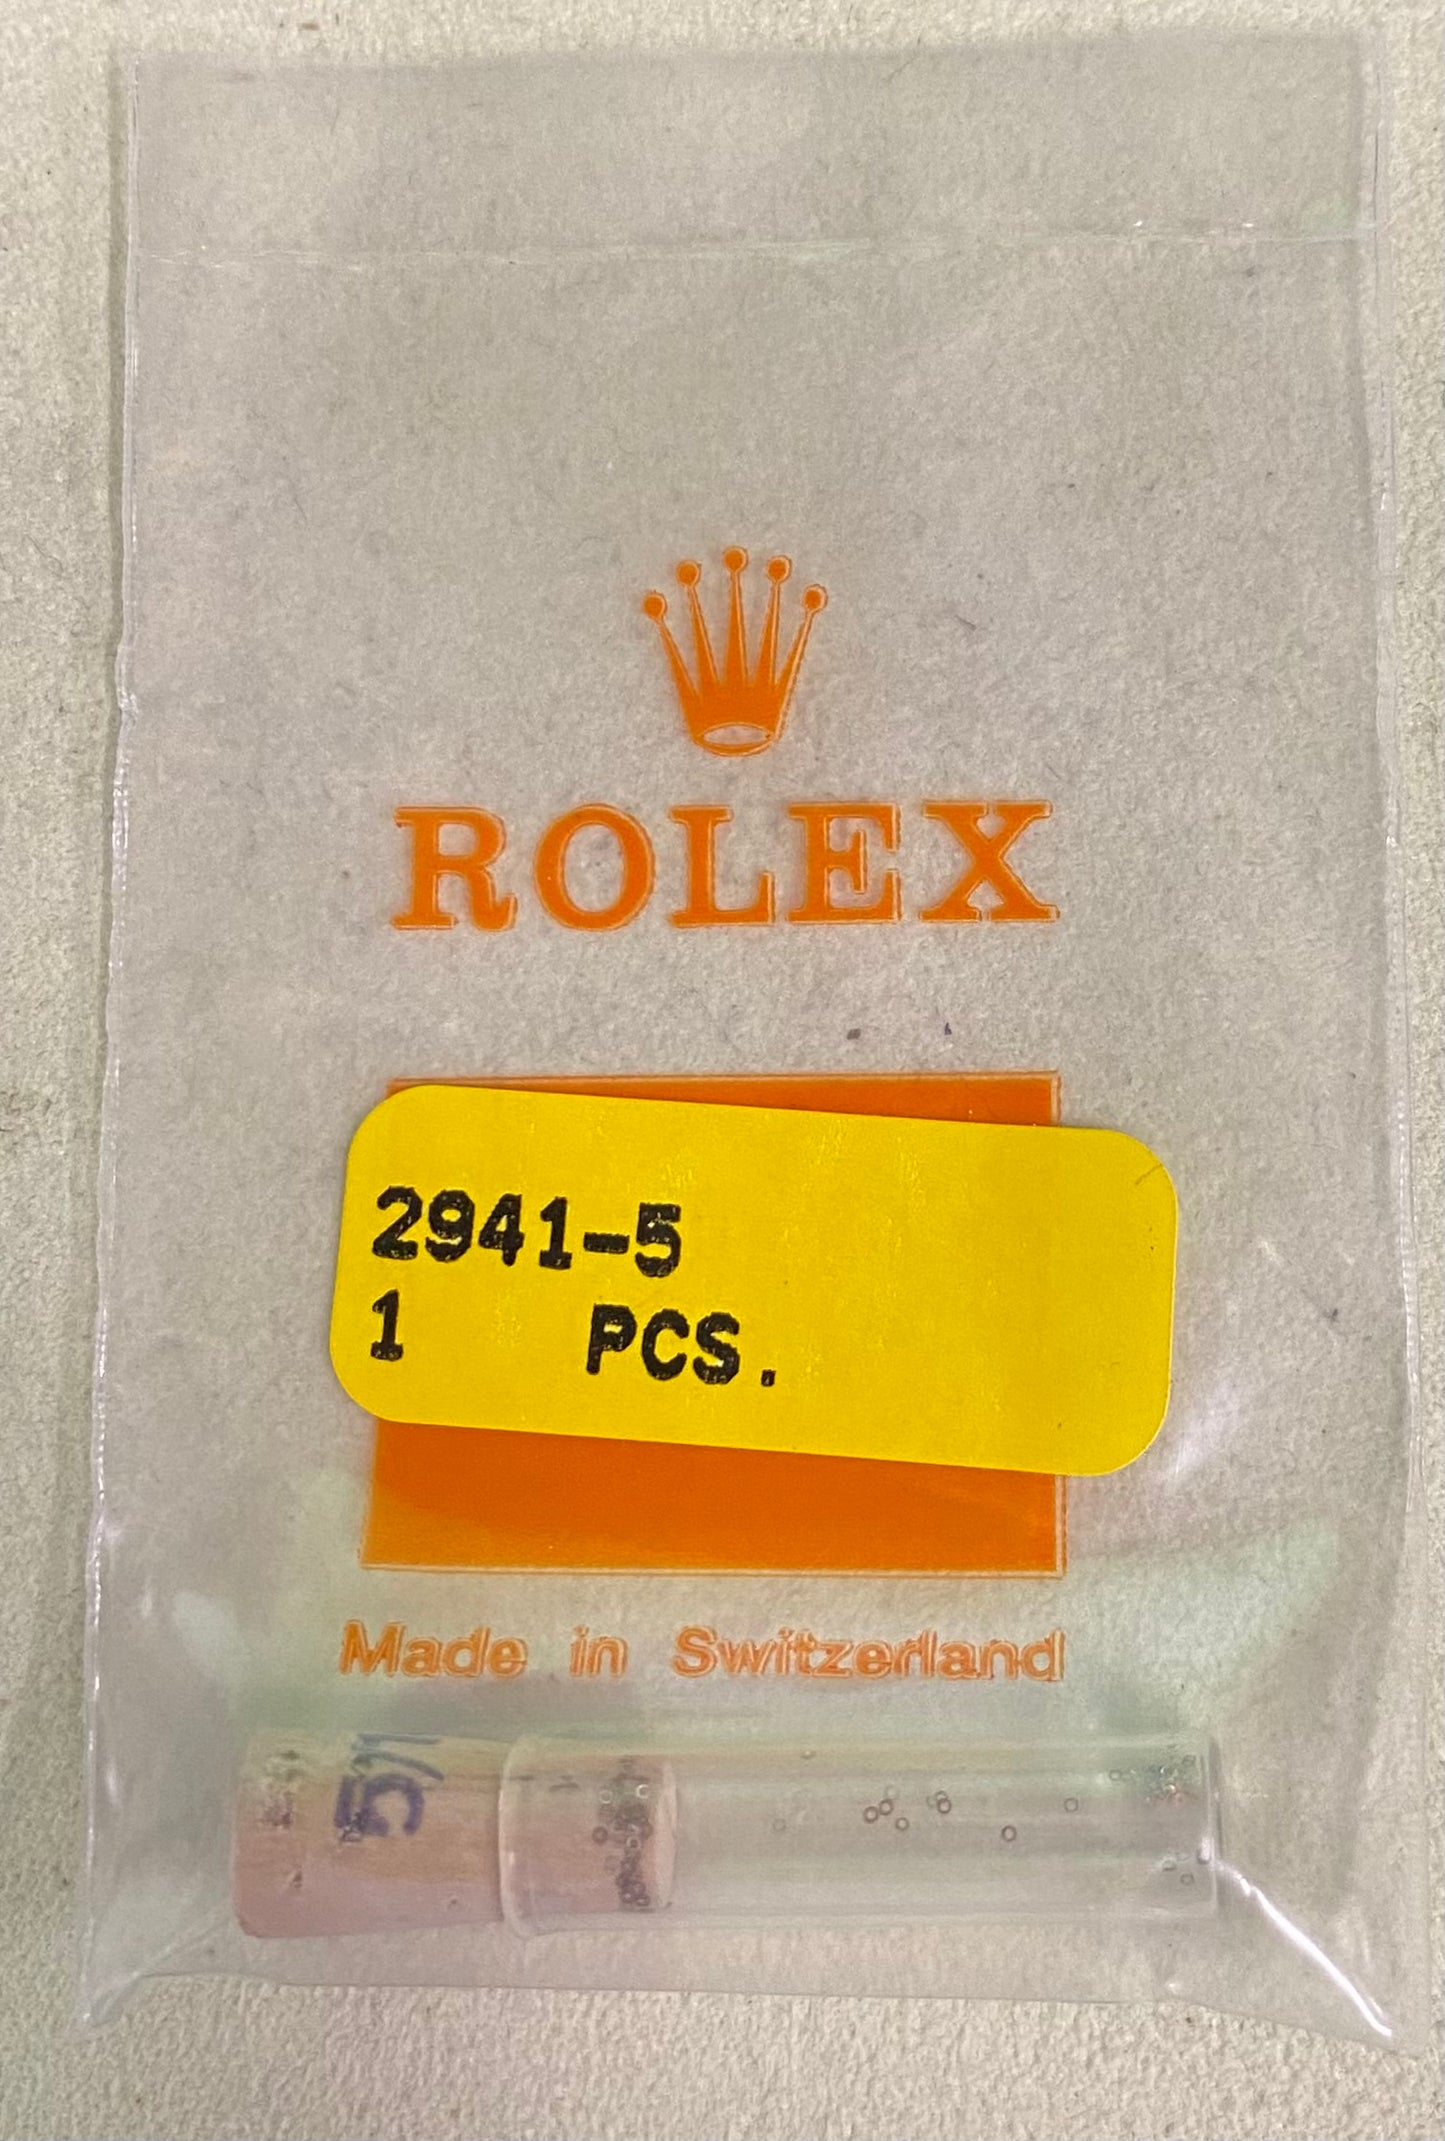 ROLEX
2941-5
1 PCS.
Made in Switzerland